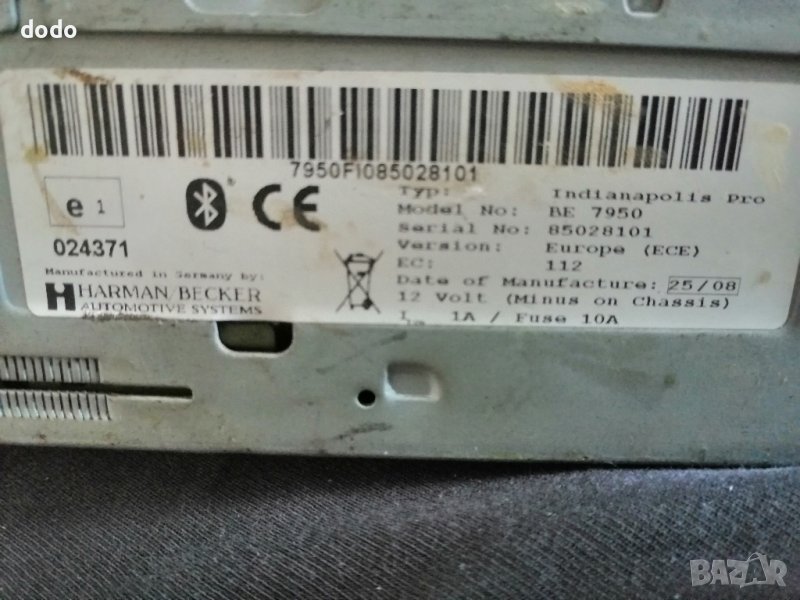 dodo
7950FI085028101
e 1
024371
CE
Typ: Indianapolis Pro
Model No: BE 7950
Serial No: 85028101
Version: Europe (ECE)
EC: 112
Date of Manufacture: 25/08
12 Volt (Minus on Chassis)
1A / Fuse 10A
Manufactured in Germany by:
HARMAN/BECKER
AUTOMOTIVE SYSTEMS
BAZAR